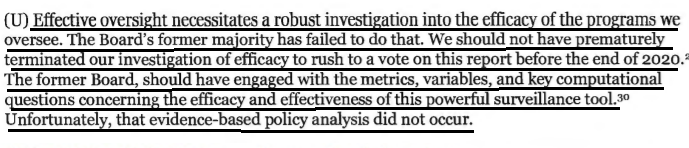 (U) Effective oversight necessitates a robust investigation into the efficacy of the programs we
oversee. The Board's former majority has failed to do that. We should not have prematurely
terminated our investigation of efficacy to rush to a vote on this report before the end of 2020.²
The former Board, should have engaged with the metrics, variables, and key computational
questions concerning the efficacy and effectiveness of this powerful surveillance tool.³⁰
Unfortunately, that evidence-based policy analysis did not occur.